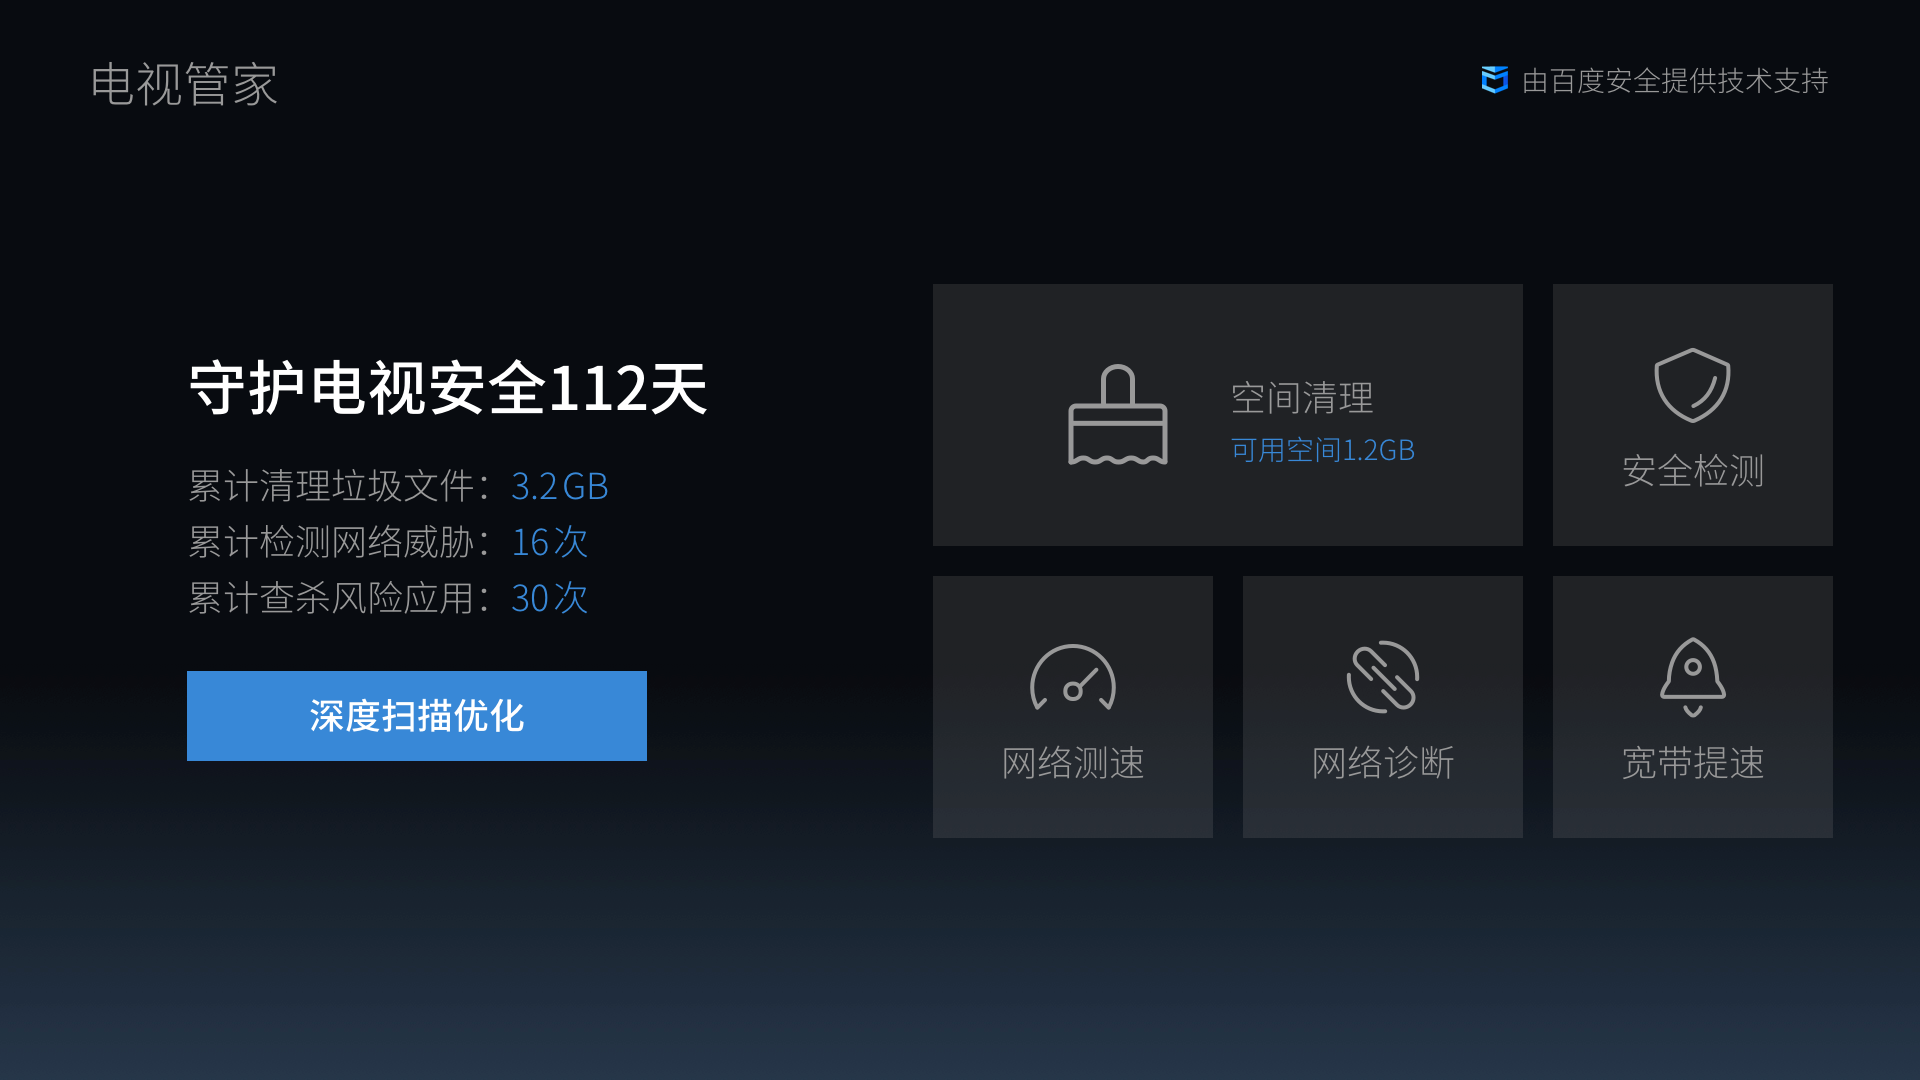 电视管家
由百度安全提供技术支持
守护电视安全112天
累计清理垃圾文件：3.2GB
累计检测网络威胁：16次
累计查杀风险应用：30次
深度扫描优化
空间清理
可用空间1.2GB
安全检测
网络测速
网络诊断
宽带提速